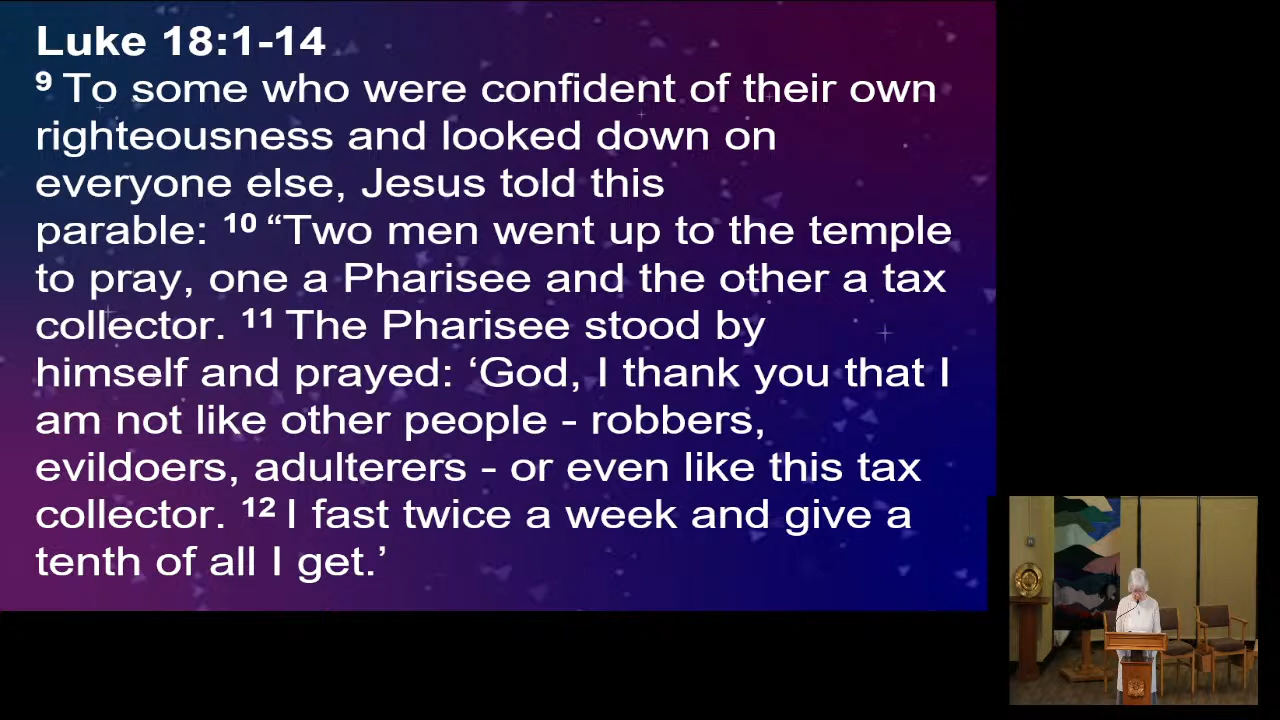 Luke 18:1-14
9 To some who were confident of their own
righteousness and looked down on
everyone else, Jesus told this
parable: 10 “Two men went up to the temple
to pray, one a Pharisee and the other a tax
collector. 11 The Pharisee stood by
himself and prayed: ‘God, I thank you that I
am not like other people - robbers,
evildoers, adulterers - or even like this tax
collector. 12 I fast twice a week and give a
tenth of all I get.’